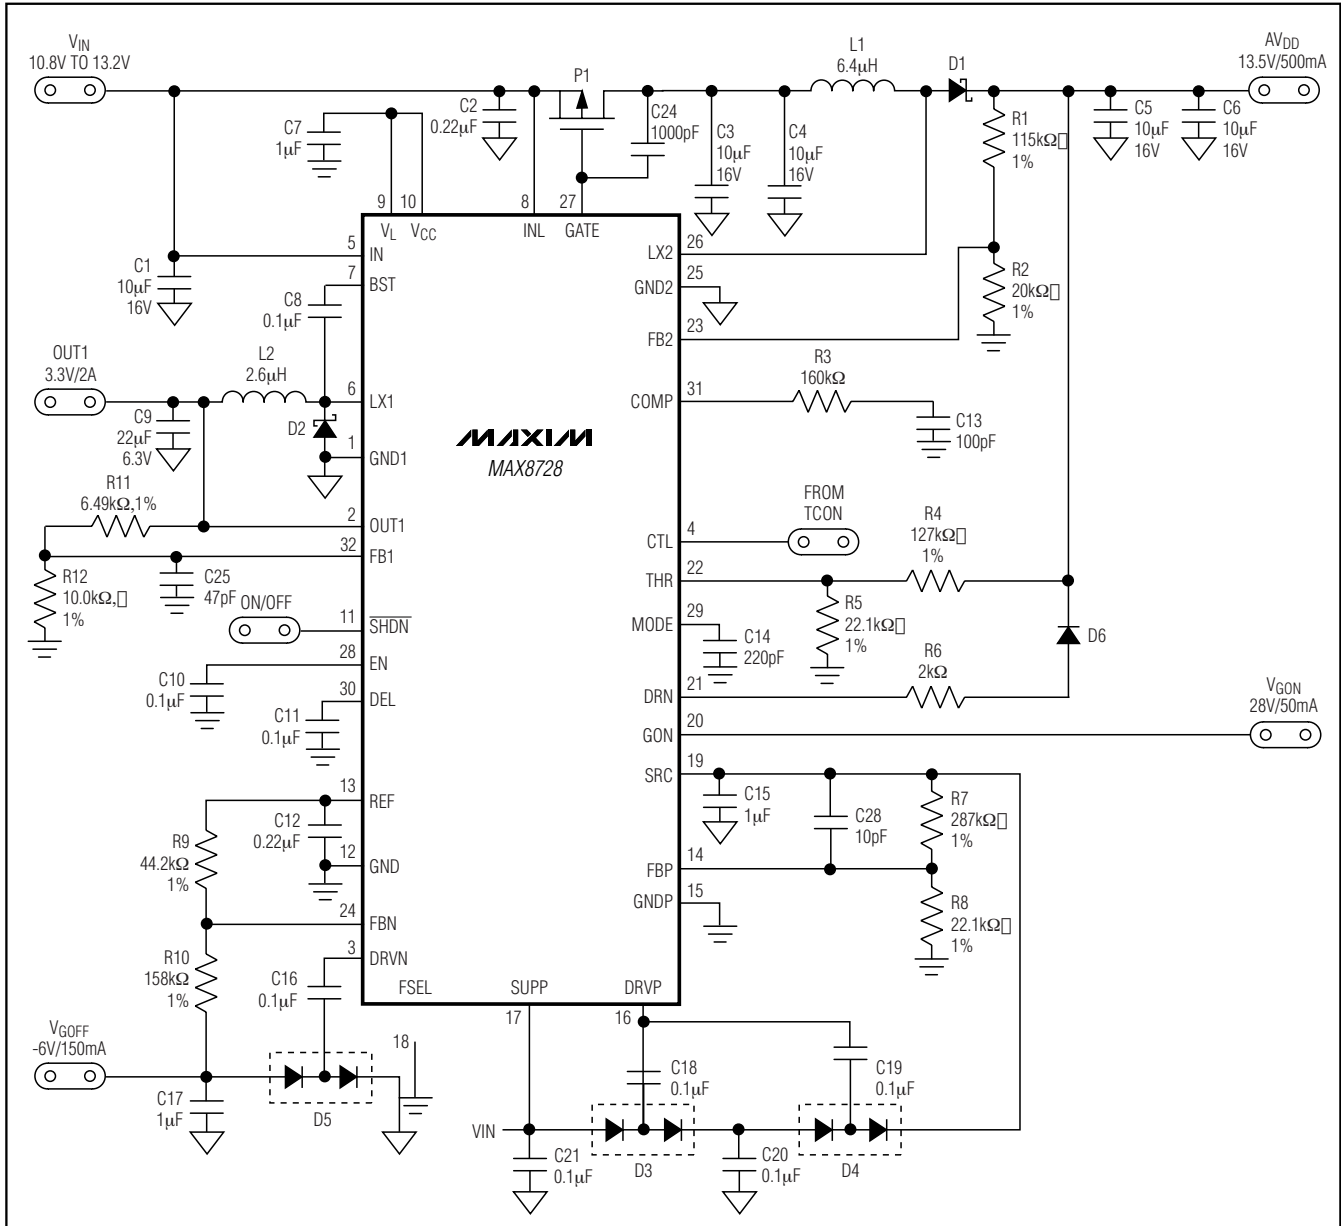 VIN
10.8V TO 13.2V
L1
6.4µH
D1
AVDD
13.5V/500mA
P1
C2
0.22µF
C24
1000pF
C7
1µF
C3
10µF
16V
C4
10µF
16V
R1
115kΩ▯
1%
C5
10µF
16V
C6
10µF
16V
9
10
8
27
VL
VCC
INL
GATE
5
IN
7
BST
C1
10µF
16V
C8
0.1µF
26
LX2
25
GND2
23
FB2
R2
20kΩ▯
1%
OUT1
3.3V/2A
L2
2.6µH
6
LX1
C9
22µF
6.3V
D2
1
GND1
MAXIM
MAX8728
R3
160kΩ
31
COMP
C13
100pF
R11
6.49kΩ,1%
2
OUT1
32
FB1
R12
10.0kΩ,▯
1%
C25
47pF
FROM
TCON
4
CTL
R4
127kΩ▯
1%
22
THR
R5
22.1kΩ▯
1%
ON/OFF
11
SHDN
29
MODE
C14
220pF
D6
28
EN
C10
0.1µF
R6
2kΩ
21
DRN
30
DEL
C11
0.1µF
20
GON
VGON
28V/50mA
19
SRC
C15
1µF
C28
10pF
R7
287kΩ▯
1%
13
REF
C12
0.22µF
R9
44.2kΩ
1%
12
GND
14
FBP
15
GNDP
R8
22.1kΩ▯
1%
24
FBN
3
DRVN
R10
158kΩ
1%
C16
0.1µF
FSEL
SUPP
DRVP
17
16
18
VGOFF
-6V/150mA
C17
1µF
D5
C18
0.1µF
C19
0.1µF
VIN
C21
0.1µF
D3
C20
0.1µF
D4